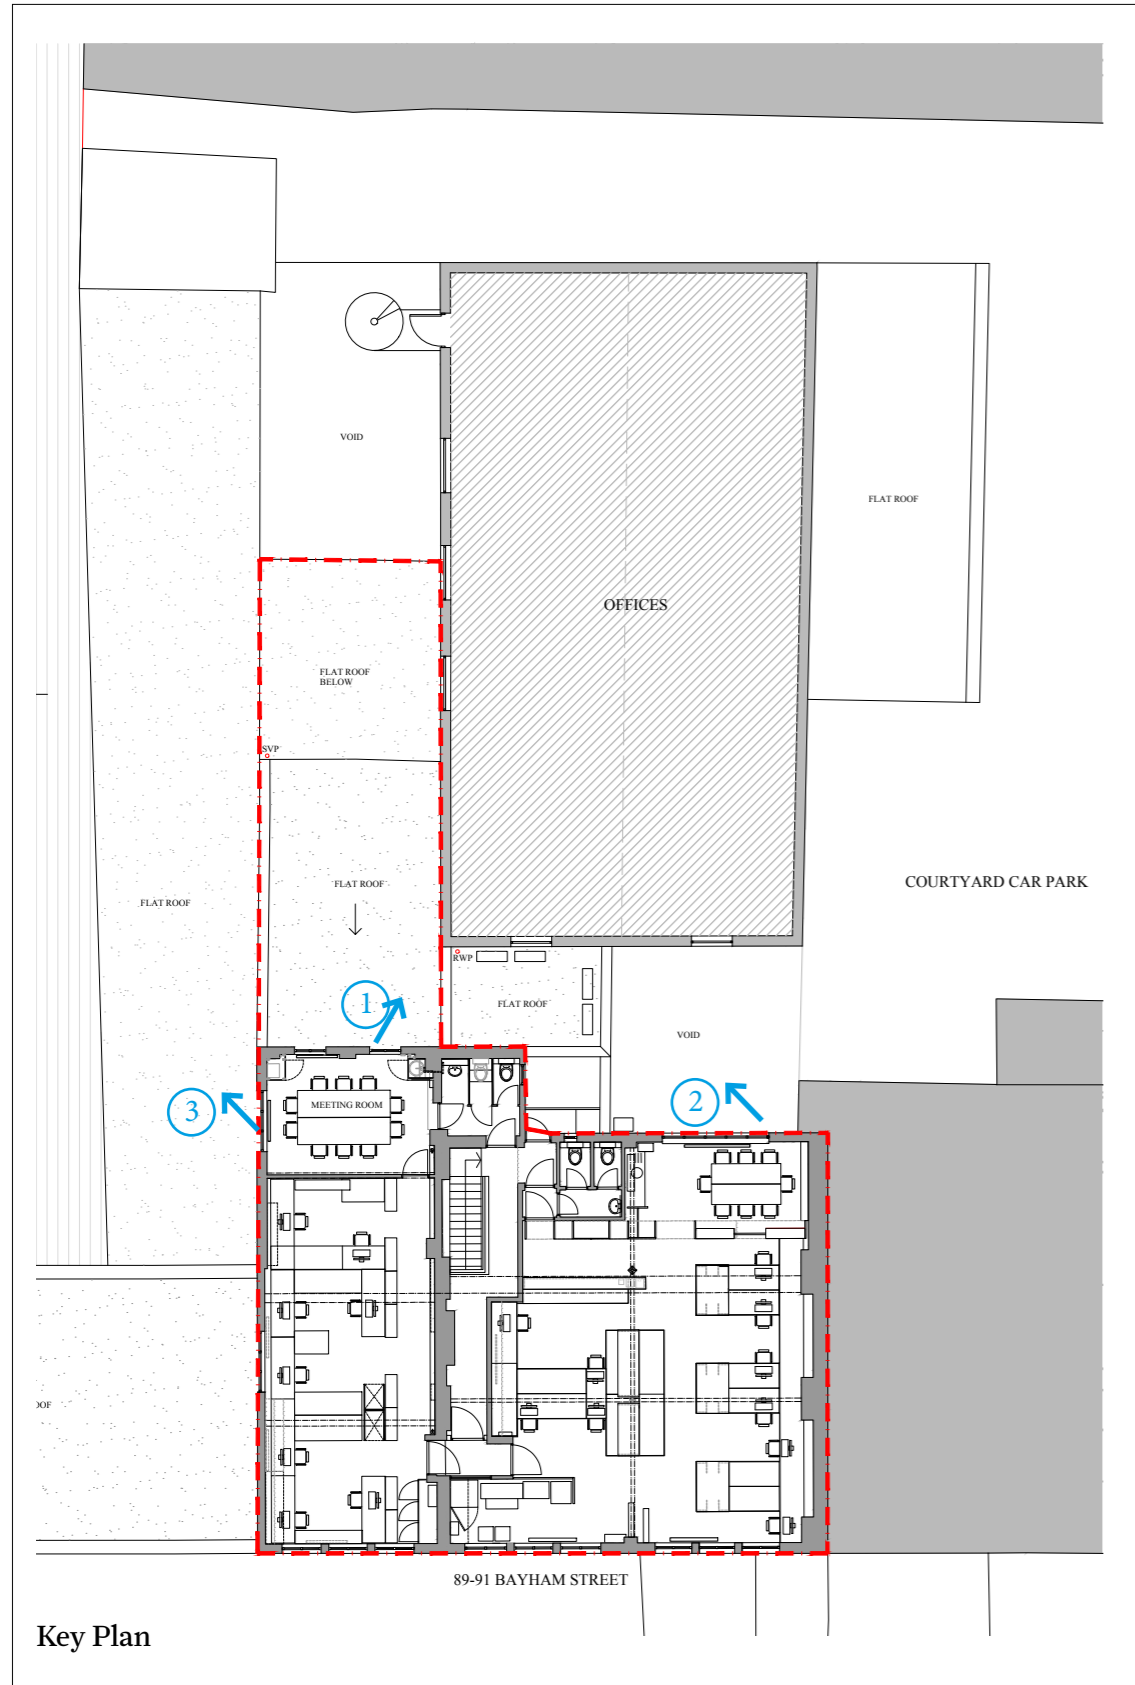 VOID
FLAT ROOF
OFFICES
FLAT ROOF
BELOW
SVP
FLAT ROOF
COURTYARD CAR PARK
FLAT ROOF
RWP
1
FLAT ROOF
VOID
3
MEETING ROOM
2
OOF
89-91 BAYHAM STREET
Key Plan